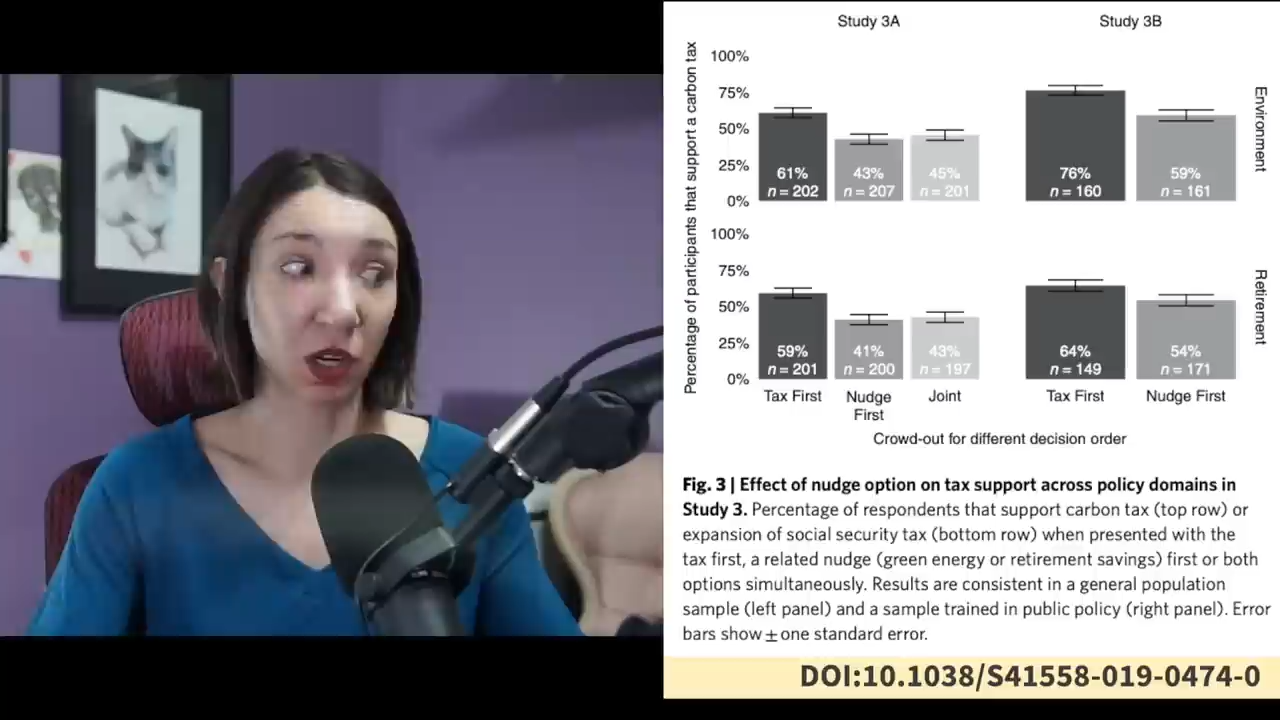 Study 3A
Study 3B
Percentage of participants that support a carbon tax
100%
75%
50%
25%
0%
61%
n = 202
43%
n = 207
45%
n = 201
76%
n = 160
59%
n = 161
Environment
100%
75%
50%
25%
0%
59%
n = 201
41%
n = 200
43%
n = 197
64%
n = 149
54%
n = 171
Retirement
Tax First
Nudge
First
Joint
Tax First
Nudge First
Crowd-out for different decision order
Fig. 3 | Effect of nudge option on tax support across policy domains in
Study 3. Percentage of respondents that support carbon tax (top row) or
expansion of social security tax (bottom row) when presented with the
tax first, a related nudge (green energy or retirement savings) first or both
options simultaneously. Results are consistent in a general population
sample (left panel) and a sample trained in public policy (right panel). Error
bars show ± one standard error.
DOI:10.1038/S41558-019-0474-0